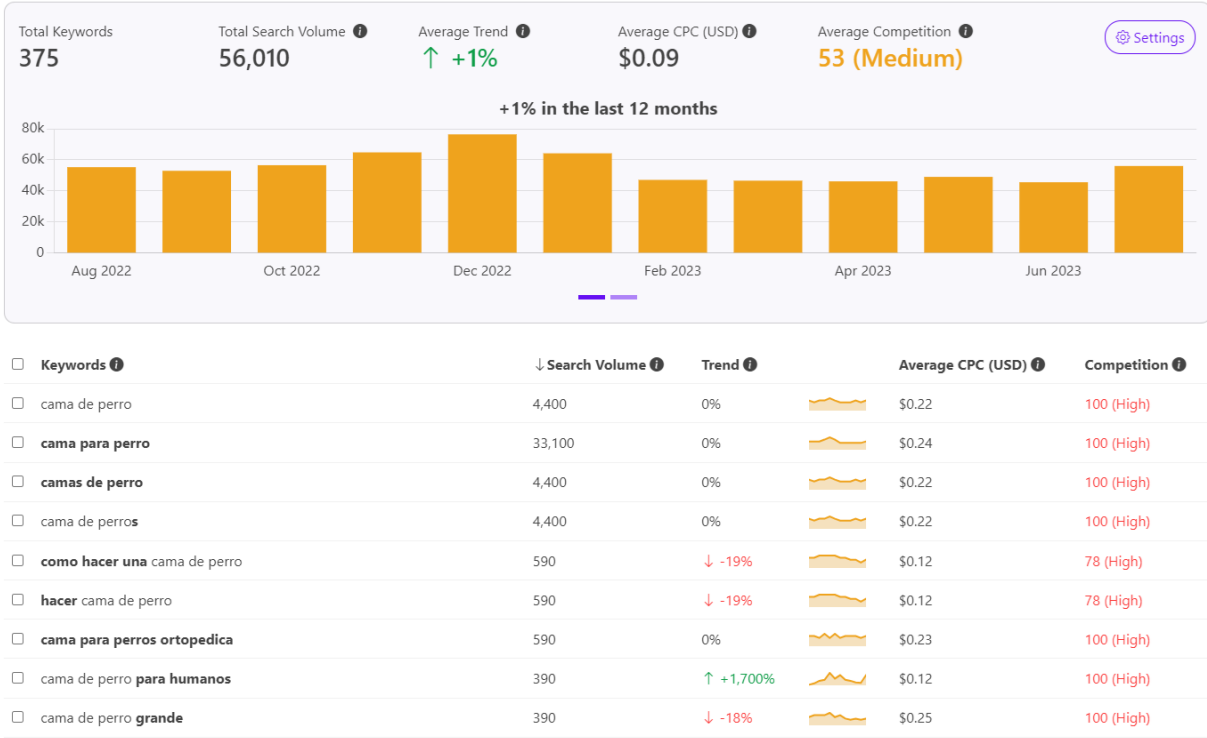 Total Keywords Total Search Volume Average Trend Average CPC (USD) Average Competition
375 56,010 ↑ +1% $0.09 53 (Medium) Settings
+1% in the last 12 months
80k
60k
40k
20k
0
Aug 2022 Oct 2022 Dec 2022 Feb 2023 Apr 2023 Jun 2023
Keywords ↓ Search Volume Trend Average CPC (USD) Competition
cama de perro 4,400 0% $0.22 100 (High)
cama para perro 33,100 0% $0.24 100 (High)
camas de perro 4,400 0% $0.22 100 (High)
cama de perros 4,400 0% $0.22 100 (High)
como hacer una cama de perro 590 ↓ -19% $0.12 78 (High)
hacer cama de perro 590 ↓ -19% $0.12 78 (High)
cama para perros ortopedica 590 0% $0.23 100 (High)
cama de perro para humanos 390 ↑ +1,700% $0.12 100 (High)
cama de perro grande 390 ↓ -18% $0.25 100 (High)